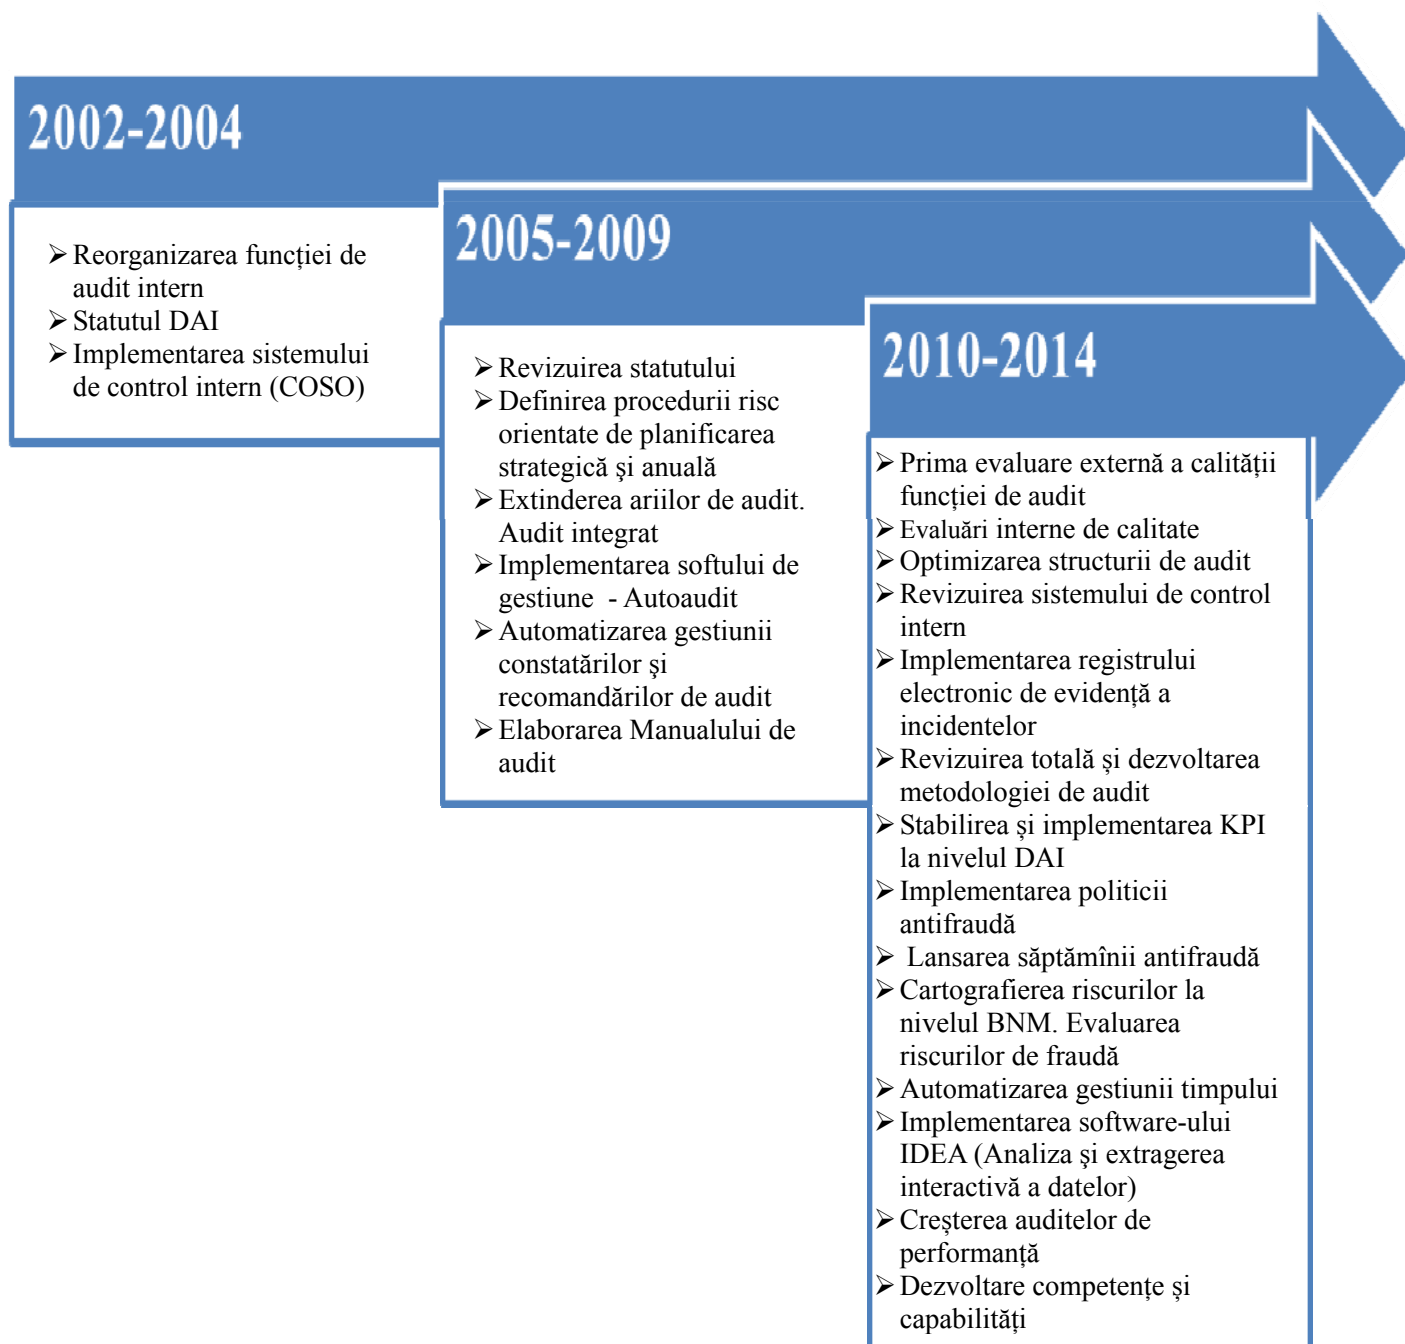 2002-2004
➢ Reorganizarea funcției de
audit intern
➢ Statutul DAI
➢ Implementarea sistemului
de control intern (COSO)
2005-2009
➢ Revizuirea statutului
➢ Definirea procedurii risc
orientate de planificarea
strategică şi anuală
➢ Extinderea ariilor de audit.
Audit integrat
➢ Implementarea softului de
gestiune - Autoaudit
➢ Automatizarea gestiunii
constatărilor şi
recomandărilor de audit
➢ Elaborarea Manualului de
audit
2010-2014
➢ Prima evaluare externă a calității
funcției de audit
➢ Evaluări interne de calitate
➢ Optimizarea structurii de audit
➢ Revizuirea sistemului de control
intern
➢ Implementarea registrului
electronic de evidență a
incidentelor
➢ Revizuirea totală și dezvoltarea
metodologiei de audit
➢ Stabilirea și implementarea KPI
la nivelul DAI
➢ Implementarea politicii
antifraudă
➢ Lansarea săptămînii antifraudă
➢ Cartografierea riscurilor la
nivelul BNM. Evaluarea
riscurilor de fraudă
➢ Automatizarea gestiunii timpului
➢ Implementarea software-ului
IDEA (Analiza şi extragerea
interactivă a datelor)
➢ Creșterea auditelor de
performanță
➢ Dezvoltare competențe și
capabilități